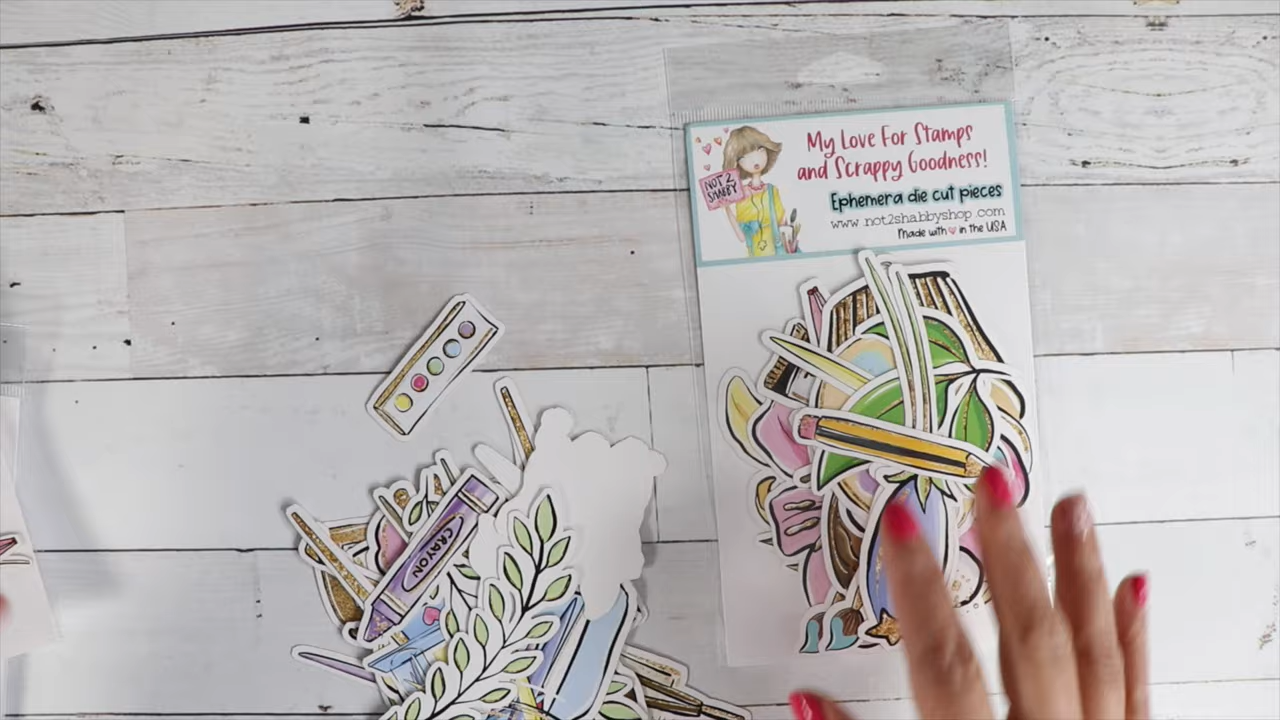 My Love For Stamps
and Scrappy Goodness!
NOT 2
SHABBY
Ephemera die cut pieces
www.not2shabbyshop.com
Made with in the USA
CRAYON